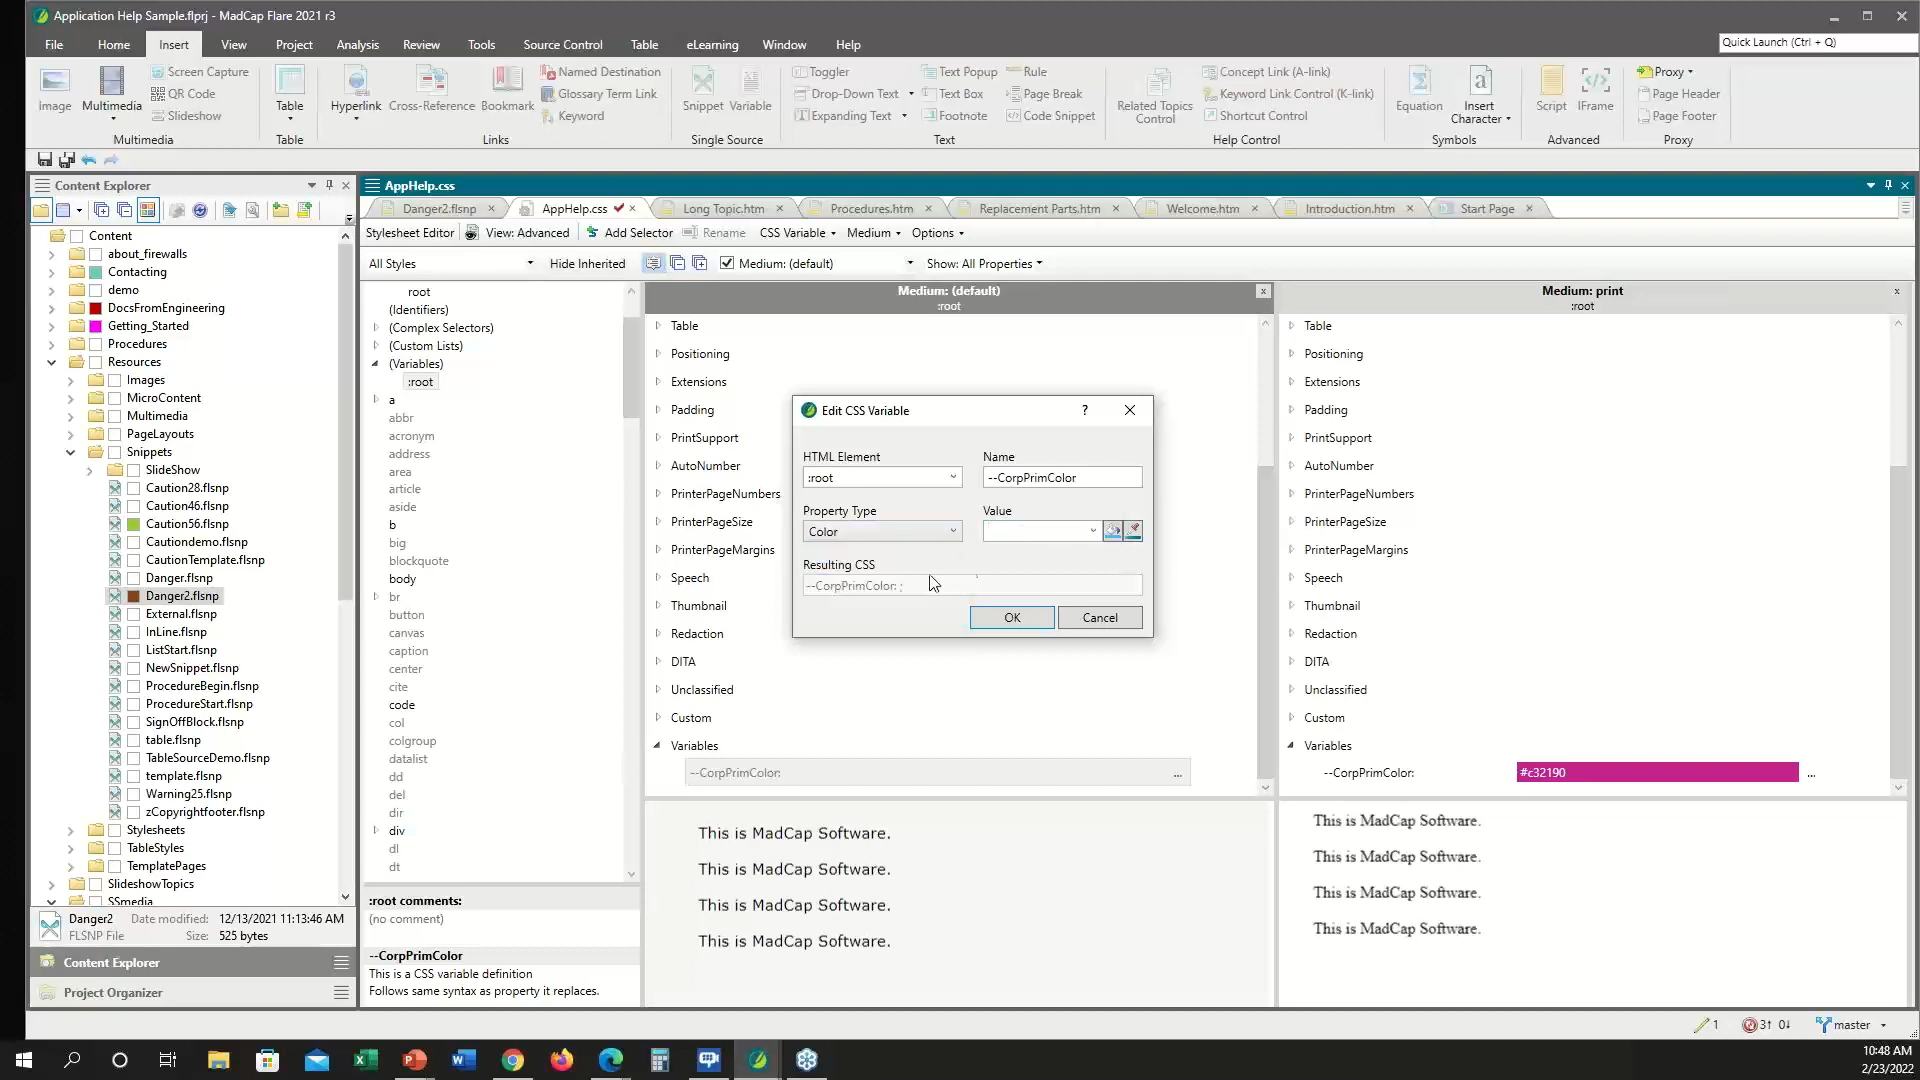 Application Help Sample.flprj - MadCap Flare 2021 r3
File Home Insert View Project Analysis Review Tools Source Control Table eLearning Window Help
Quick Launch (Ctrl + Q)
Image
Multimedia
Screen Capture
QR Code
Slideshow
Multimedia
Table
Table
Hyperlink
Cross-Reference
Bookmark
Named Destination
Glossary Term Link
Keyword
Links
Snippet
Variable
Single Source
Toggler
Drop-Down Text
Expanding Text
Text Popup
Text Box
Footnote
Rule
Page Break
Code Snippet
Text
Related Topics
Control
Concept Link (A-link)
Keyword Link Control (K-link)
Shortcut Control
Help Control
Equation
Insert
Character
Symbols
Script
IFrame
Advanced
Proxy
Page Header
Page Footer
Proxy
Content Explorer
Content
about_firewalls
Contacting
demo
DocsFromEngineering
Getting_Started
Procedures
Resources
Images
MicroContent
Multimedia
PageLayouts
Snippets
SlideShow
Caution28.flsnp
Caution46.flsnp
Caution56.flsnp
Cautiondemo.flsnp
CautionTemplate.flsnp
Danger.flsnp
Danger2.flsnp
External.flsnp
InLine.flsnp
ListStart.flsnp
NewSnippet.flsnp
ProcedureBegin.flsnp
ProcedureStart.flsnp
SignOffBlock.flsnp
table.flsnp
TableSourceDemo.flsnp
template.flsnp
Warning25.flsnp
zCopyrightfooter.flsnp
Stylesheets
TableStyles
TemplatePages
SlideshowTopics
SSmedia
Danger2 Date modified: 12/13/2021 11:13:46 AM
FLSNP File Size: 525 bytes
Content Explorer
Project Organizer
AppHelp.css
Danger2.flsnp AppHelp.css Long Topic.htm Procedures.htm Replacement Parts.htm Welcome.htm Introduction.htm Start Page
Stylesheet Editor View: Advanced Add Selector Rename CSS Variable Medium Options
All Styles Hide Inherited Medium: (default) Show: All Properties
root
(Identifiers)
(Complex Selectors)
(Custom Lists)
(Variables)
:root
a
abbr
acronym
address
area
article
aside
b
big
blockquote
body
br
button
canvas
caption
center
cite
code
col
colgroup
datalist
dd
del
dir
div
dl
dt
:root comments:
(no comment)
--CorpPrimColor
This is a CSS variable definition
Follows same syntax as property it replaces.
Medium: (default)
:root
Table
Positioning
Extensions
Padding
PrintSupport
AutoNumber
PrinterPageNumbers
PrinterPageSize
PrinterPageMargins
Speech
Thumbnail
Redaction
DITA
Unclassified
Custom
Variables
--CorpPrimColor: ...
This is MadCap Software.
This is MadCap Software.
This is MadCap Software.
This is MadCap Software.
Edit CSS Variable ?
HTML Element Name
:root --CorpPrimColor
Property Type Value
Color
Resulting CSS
--CorpPrimColor: ;
OK Cancel
Medium: print
:root
Table
Positioning
Extensions
Padding
PrintSupport
AutoNumber
PrinterPageNumbers
PrinterPageSize
PrinterPageMargins
Speech
Thumbnail
Redaction
DITA
Unclassified
Custom
Variables
--CorpPrimColor: #c32190 ...
This is MadCap Software.
This is MadCap Software.
This is MadCap Software.
This is MadCap Software.
1 3↑ 0↓ master
10:48 AM
2/23/2022